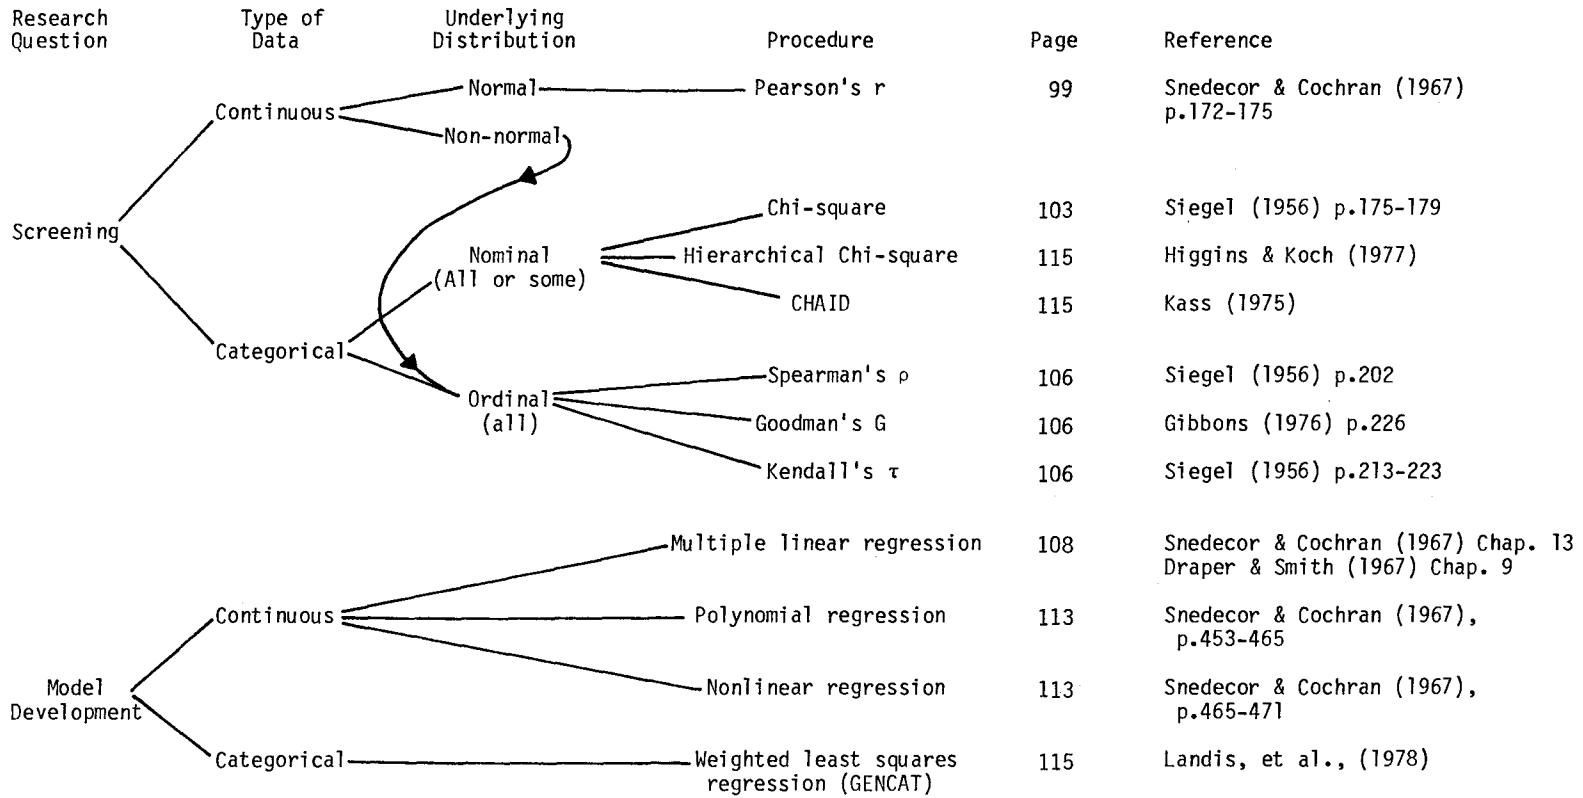 Research Question
Type of Data
Underlying Distribution
Procedure
Page
Reference
Screening
Continuous
Normal
Pearson's r
99
Snedecor & Cochran (1967)
p.172-175
Non-normal
Categorical
Nominal
(All or some)
Chi-square
103
Siegel (1956) p.175-179
Hierarchical Chi-square
115
Higgins & Koch (1977)
CHAID
115
Kass (1975)
Ordinal
(all)
Spearman's ρ
106
Siegel (1956) p.202
Goodman's G
106
Gibbons (1976) p.226
Kendall's τ
106
Siegel (1956) p.213-223
Model
Development
Continuous
Multiple linear regression
108
Snedecor & Cochran (1967) Chap. 13
Draper & Smith (1967) Chap. 9
Polynomial regression
113
Snedecor & Cochran (1967),
p.453-465
Nonlinear regression
113
Snedecor & Cochran (1967),
p.465-471
Categorical
Weighted least squares
regression (GENCAT)
115
Landis, et al., (1978)